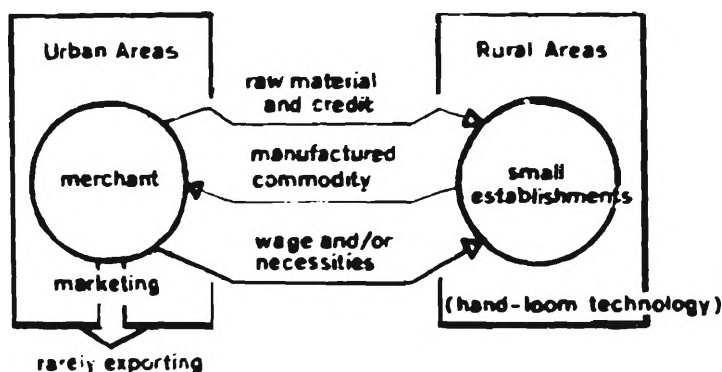 Urban Areas
Rural Areas
raw material
and credit
manufactured
commodity
merchant
small
establishments
wage and/or
necessities
marketing
(hand-loom technology)
rarely exporting